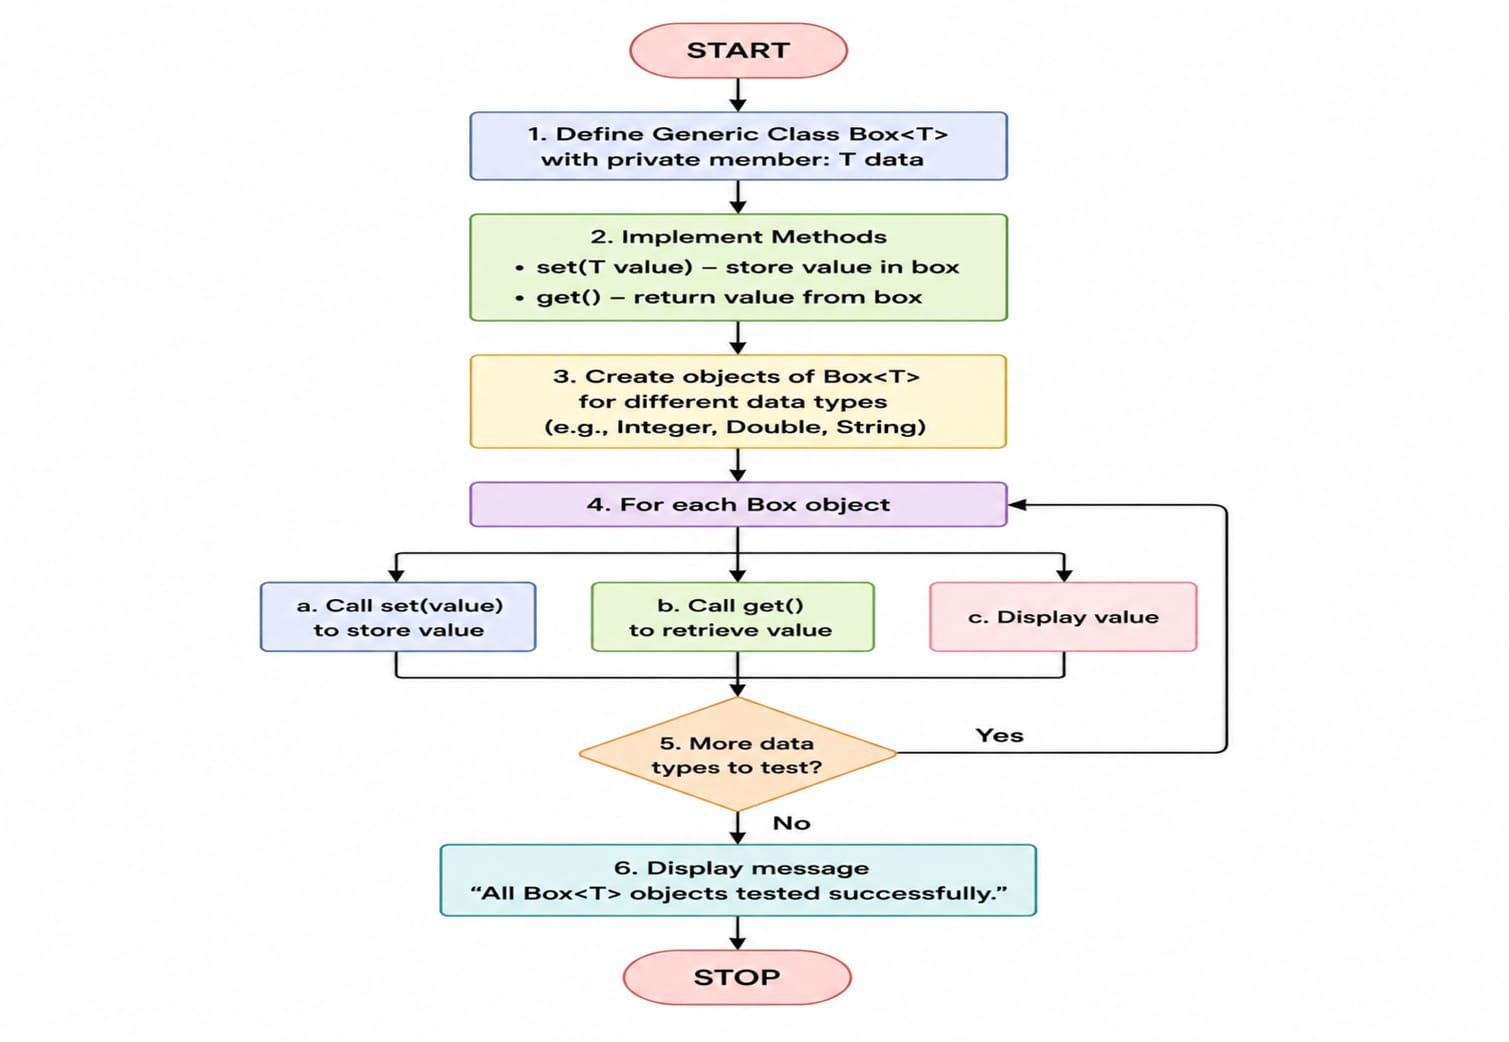 START
1. Define Generic Class Box<T>
with private member: T data
2. Implement Methods
• set(T value) – store value in box
• get() – return value from box
3. Create objects of Box<T>
for different data types
(e.g., Integer, Double, String)
4. For each Box object
a. Call set(value)
to store value
b. Call get()
to retrieve value
c. Display value
5. More data
types to test?
Yes
No
6. Display message
“All Box<T> objects tested successfully.”
STOP